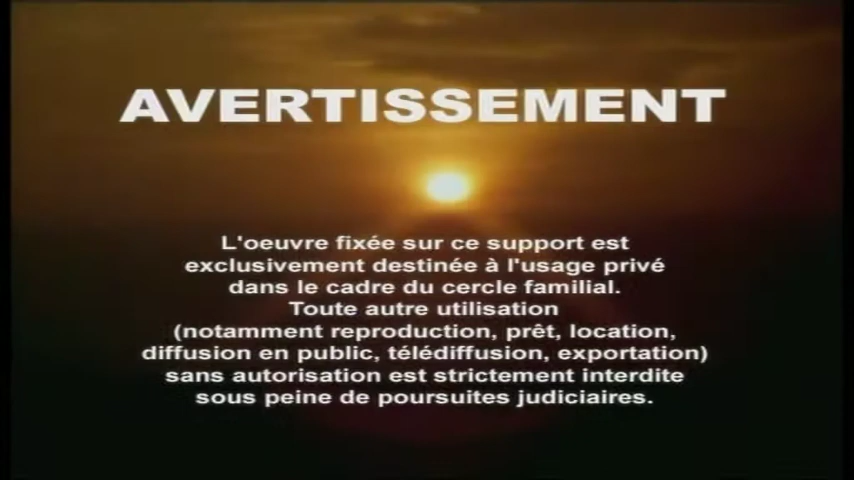 AVERTISSEMENT
L'oeuvre fixée sur ce support est
exclusivement destinée à l'usage privé
dans le cadre du cercle familial.
Toute autre utilisation
(notamment reproduction, prêt, location,
diffusion en public, télédiffusion, exportation)
sans autorisation est strictement interdite
sous peine de poursuites judiciaires.